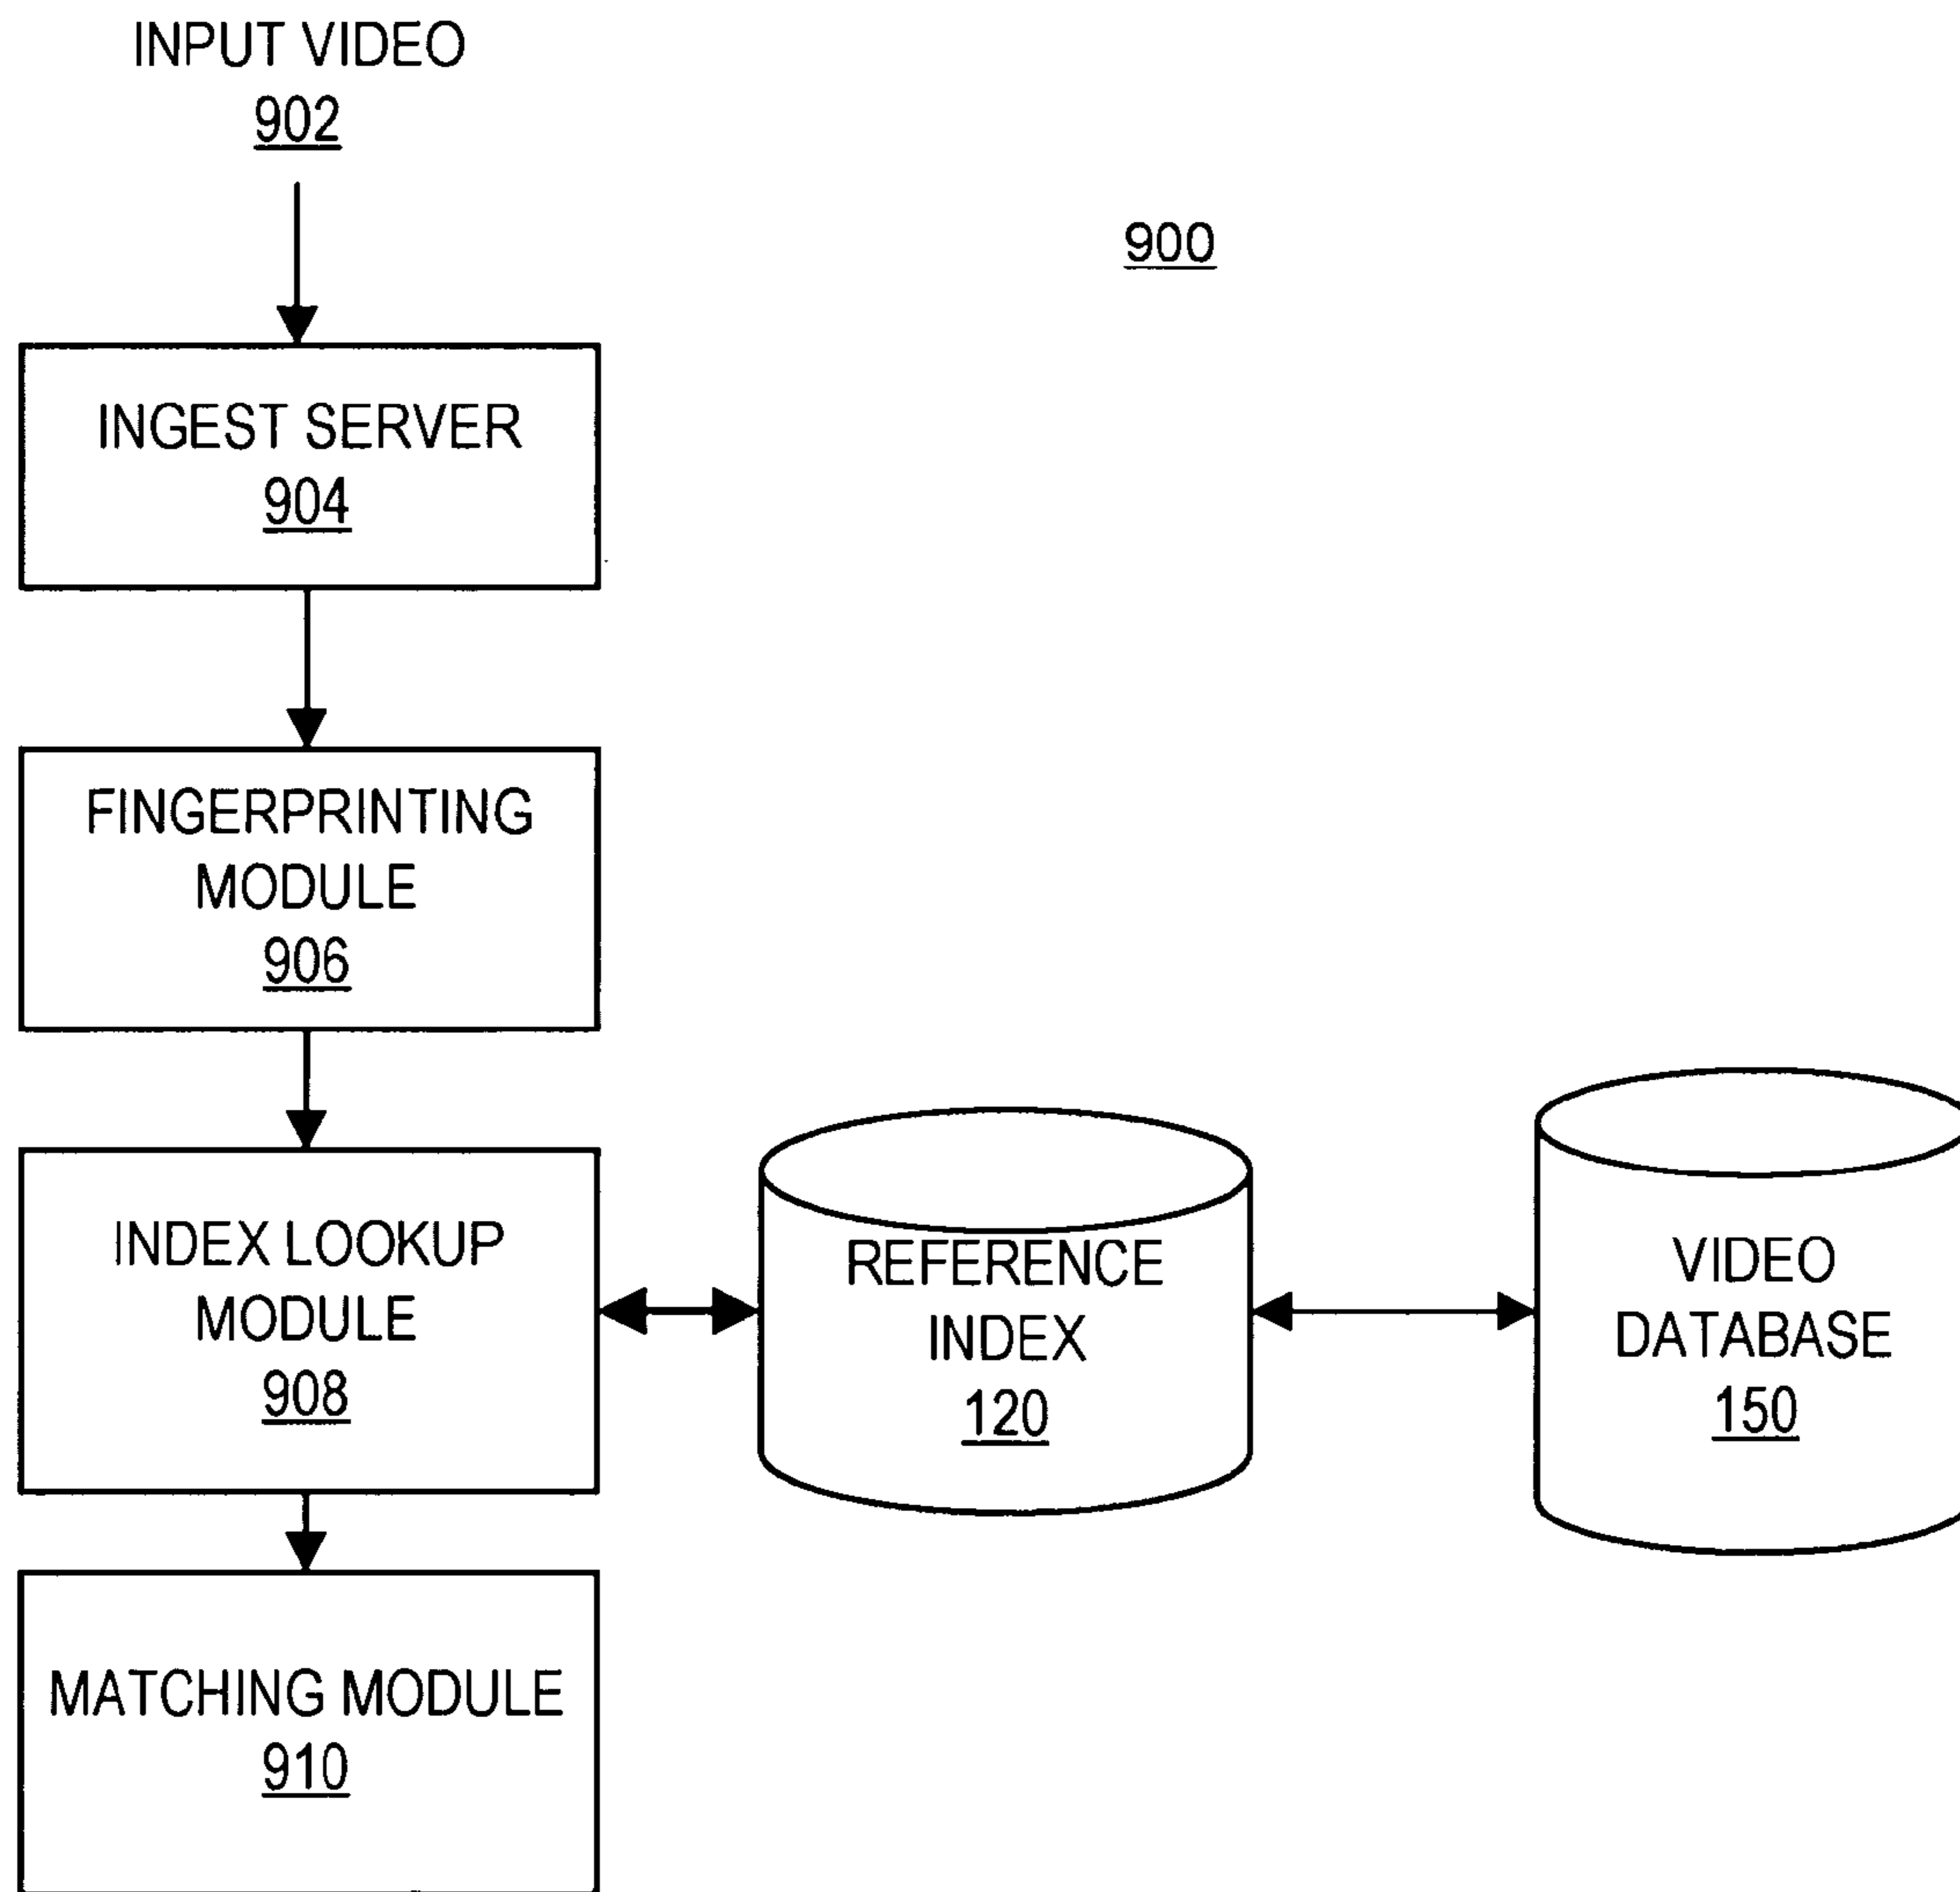 INPUT VIDEO
902
900
INGEST SERVER
904
FINGERPRINTING
MODULE
906
INDEX LOOKUP
MODULE
908
REFERENCE
INDEX
120
VIDEO
DATABASE
150
MATCHING MODULE
910